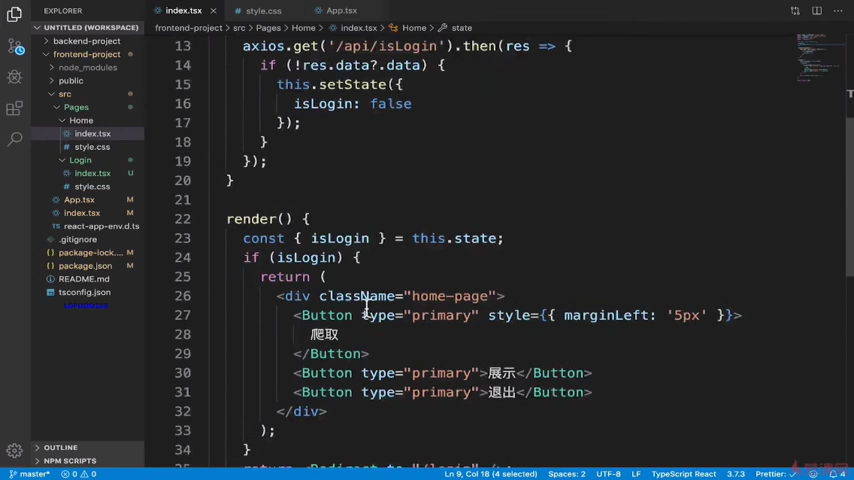 EXPLORER
index.tsx
style.css
App.tsx
UNTITLED (WORKSPACE)
backend-project
frontend-project
node_modules
public
src
Pages
Home
index.tsx
style.css
Login
index.tsx
U
style.css
App.tsx
index.tsx
react-app-env.d.ts
.gitignore
package-lock....
package.json
README.md
tsconfig.json
OUTLINE
NPM SCRIPTS
frontend-project > src > Pages > Home > index.tsx > Home > state
13 axios.get('/api/isLogin').then(res => {
14 if (!res.data?.data) {
15 this.setState({
16 isLogin: false
17 });
18 }
19 });
20 }
21
22 render() {
23 const { isLogin } = this.state;
24 if (isLogin) {
25 return (
26 <div className="home-page">
27 <Button type="primary" style={{ marginLeft: '5px' }}>
28 爬取
29 </Button>
30 <Button type="primary">展示</Button>
31 <Button type="primary">退出</Button>
32 </div>
33 );
34 }
master* 0 0 Ln 9, Col 18 (4 selected) Spaces: 2 UTF-8 LF TypeScript React 3.7.3 Prettier: ✓ 4